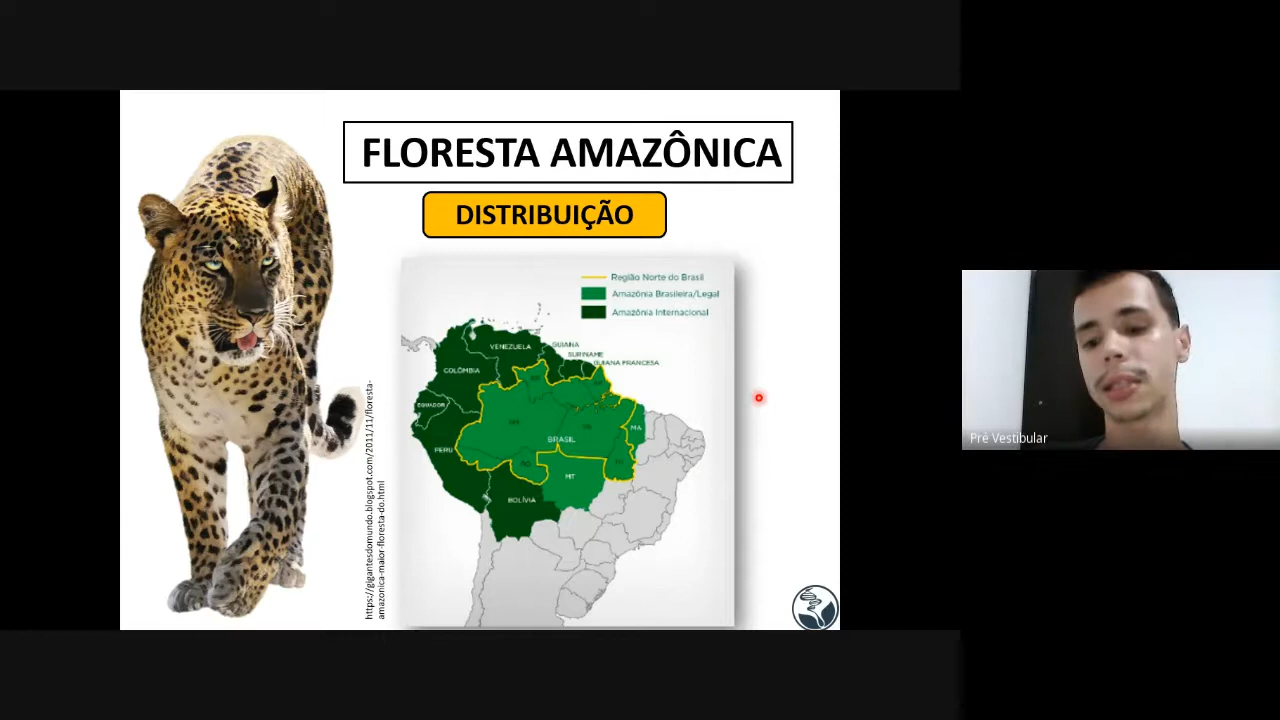 FLORESTA AMAZÔNICA
DISTRIBUIÇÃO
Região Norte do Brasil
Amazônia Brasileira/Legal
Amazônia Internacional
VENEZUELA
GUIANA
SURINAME
GUIANA FRANCESA
COLÔMBIA
EQUADOR
PERU
BRASIL
MA
MT
BOLÍVIA
https://gigantesdomundo.blogspot.com/2011/11/floresta-
amazonica-maior-floresta-do.html
Pré Vestibular